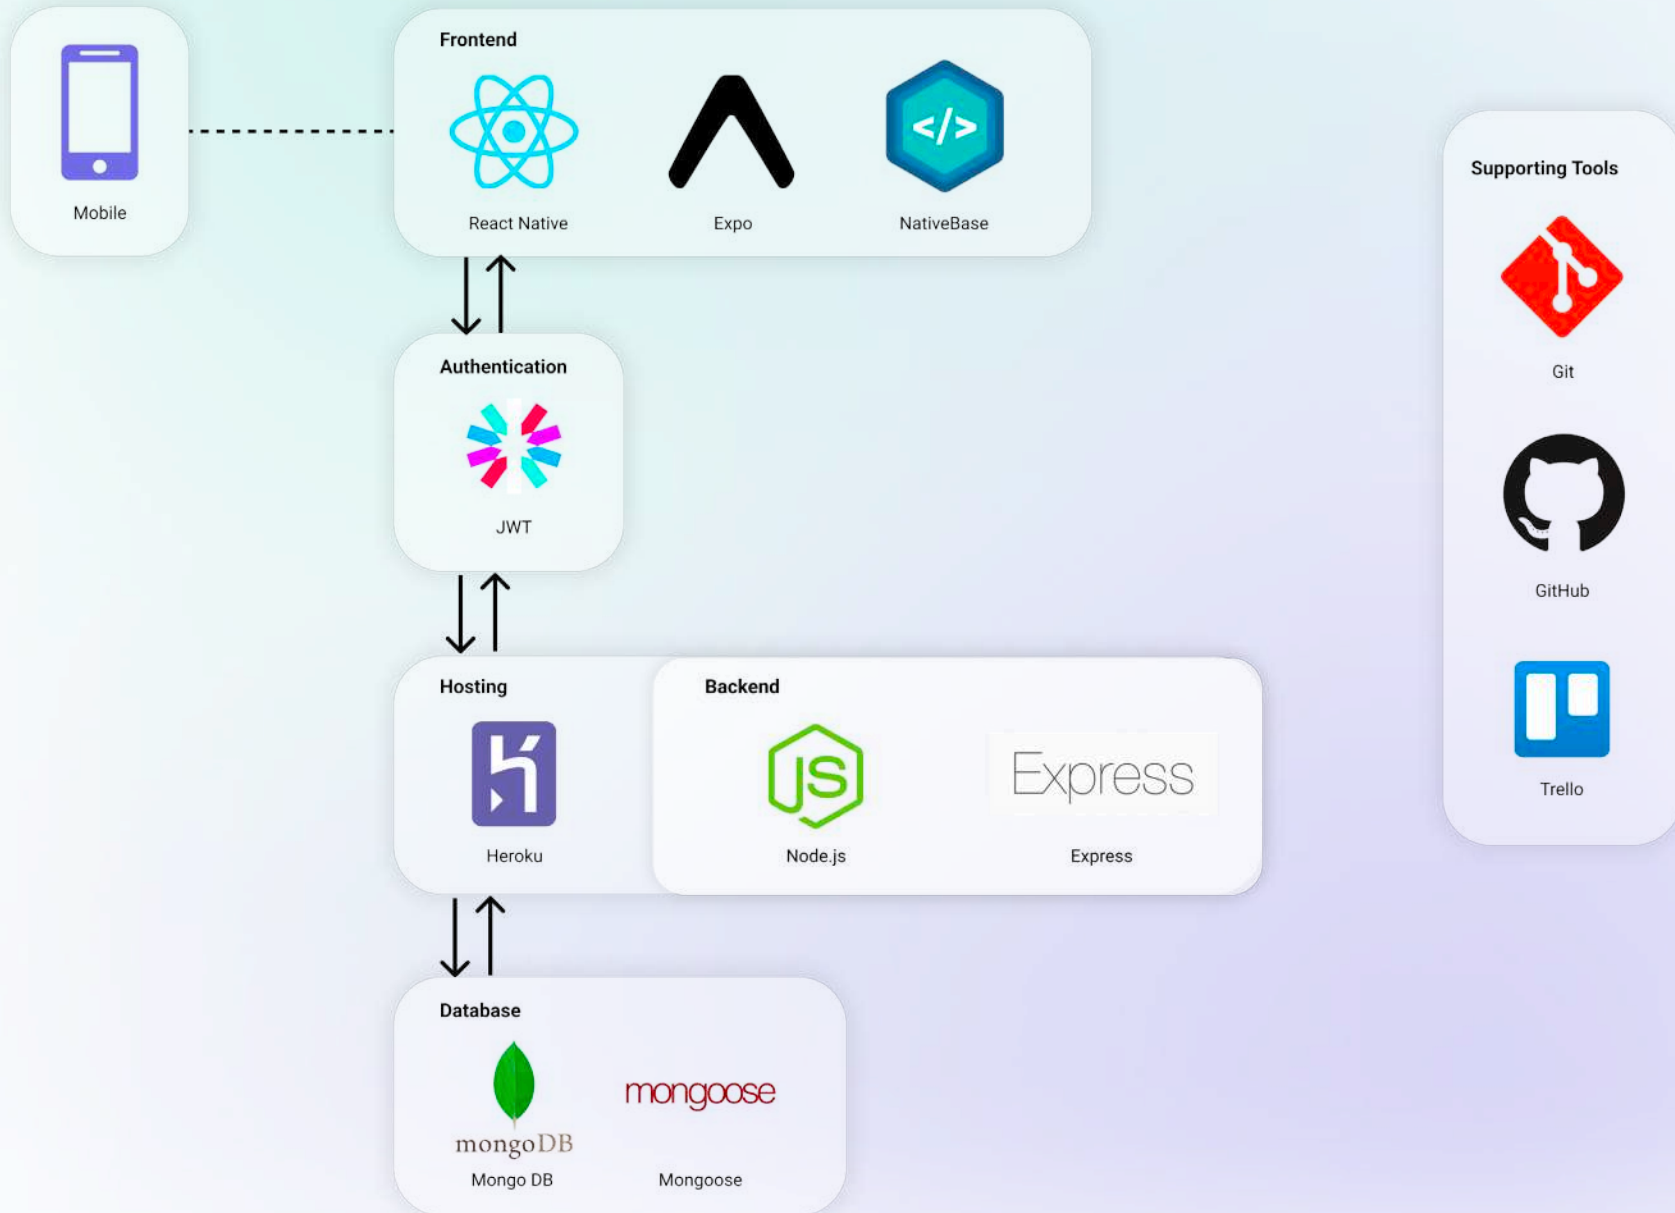 Frontend
Mobile
React Native
Expo
</>
NativeBase
Supporting Tools
Git
GitHub
Trello
Authentication
JWT
Hosting
Heroku
Backend
JS
Node.js
Express
Express
Database
mongoDB
Mongo DB
mongoose
Mongoose